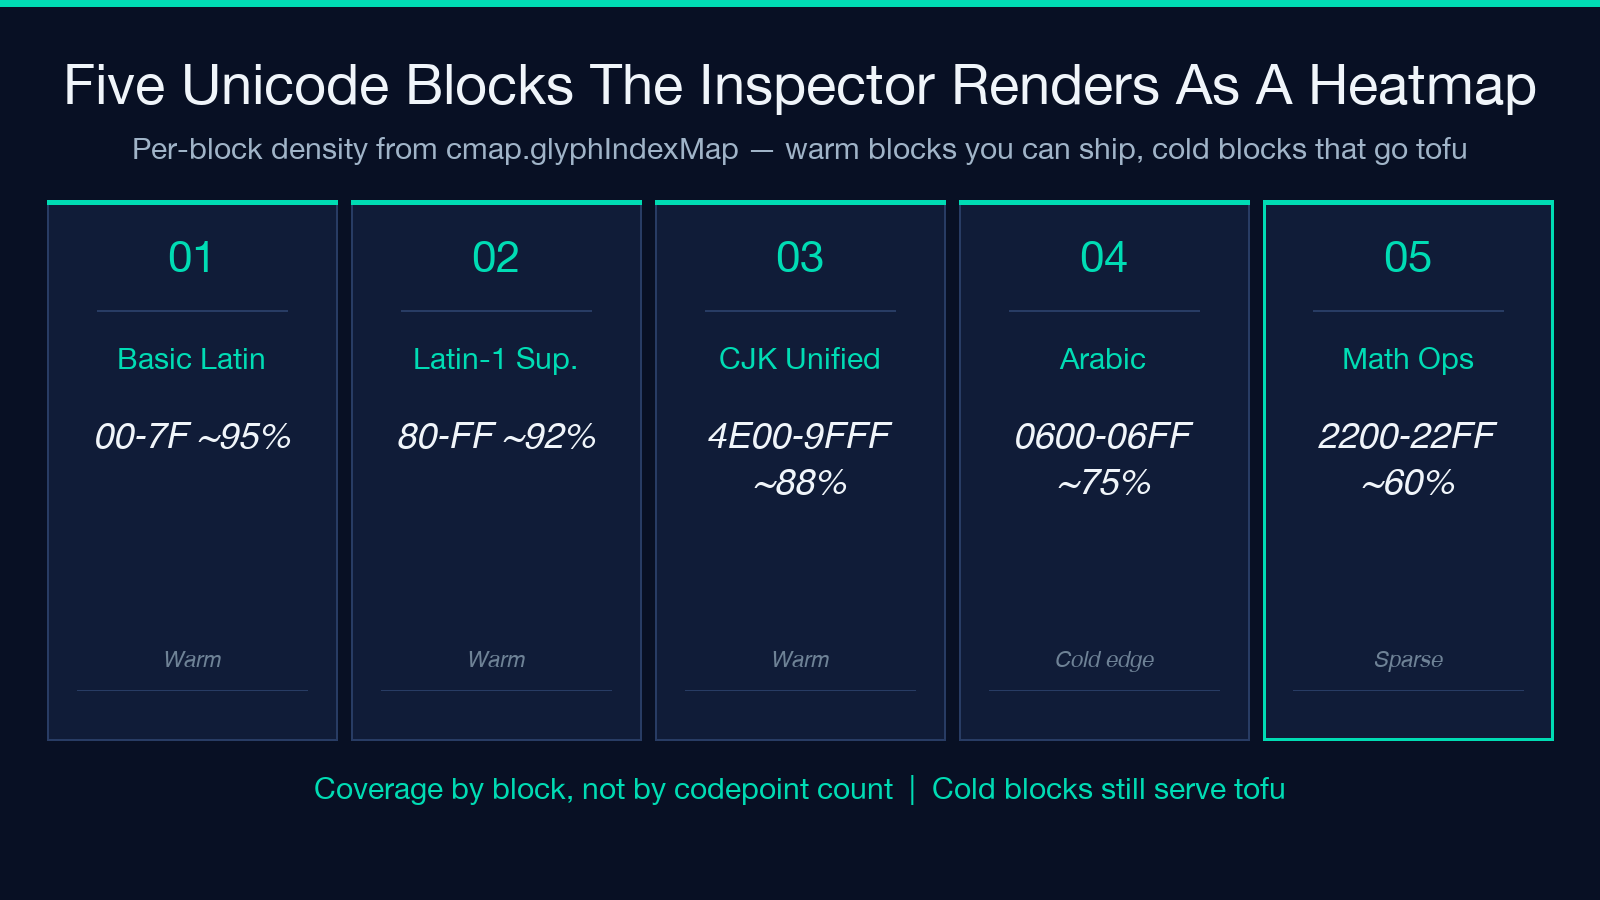 Five Unicode Blocks The Inspector Renders As A Heatmap
Per-block density from cmap.glyphIndexMap — warm blocks you can ship, cold blocks that go tofu
01
Basic Latin
00-7F ~95%
Warm
02
Latin-1 Sup.
80-FF ~92%
Warm
03
CJK Unified
4E00-9FFF
~88%
Warm
04
Arabic
0600-06FF
~75%
Cold edge
05
Math Ops
2200-22FF
~60%
Sparse
Coverage by block, not by codepoint count | Cold blocks still serve tofu